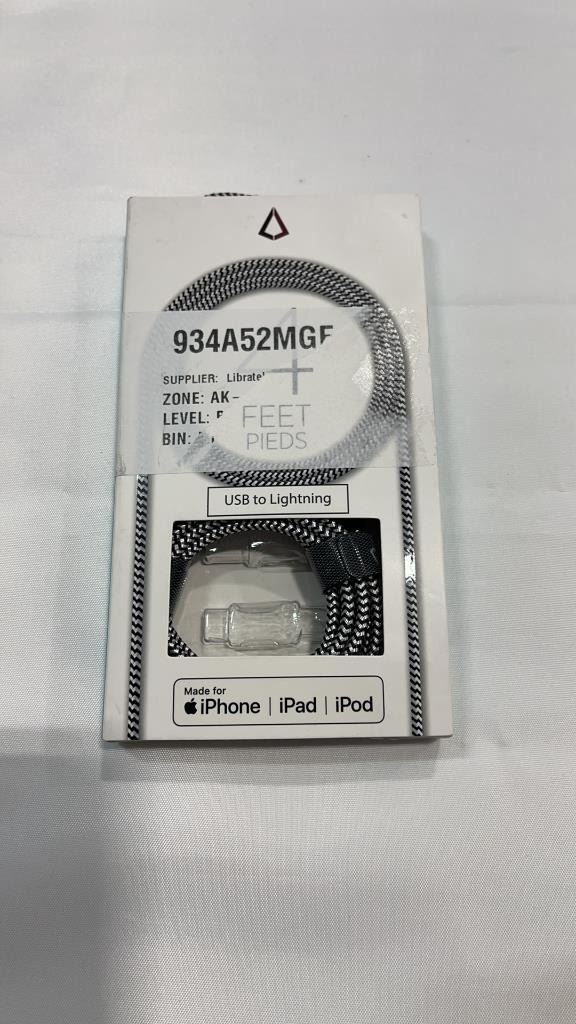 934A52MGF
SUPPLIER: Librate
ZONE: AK-
LEVEL:
BIN:
4+
FEET
PIEDS
USB to Lightning
Made for
iPhone | iPad | iPod